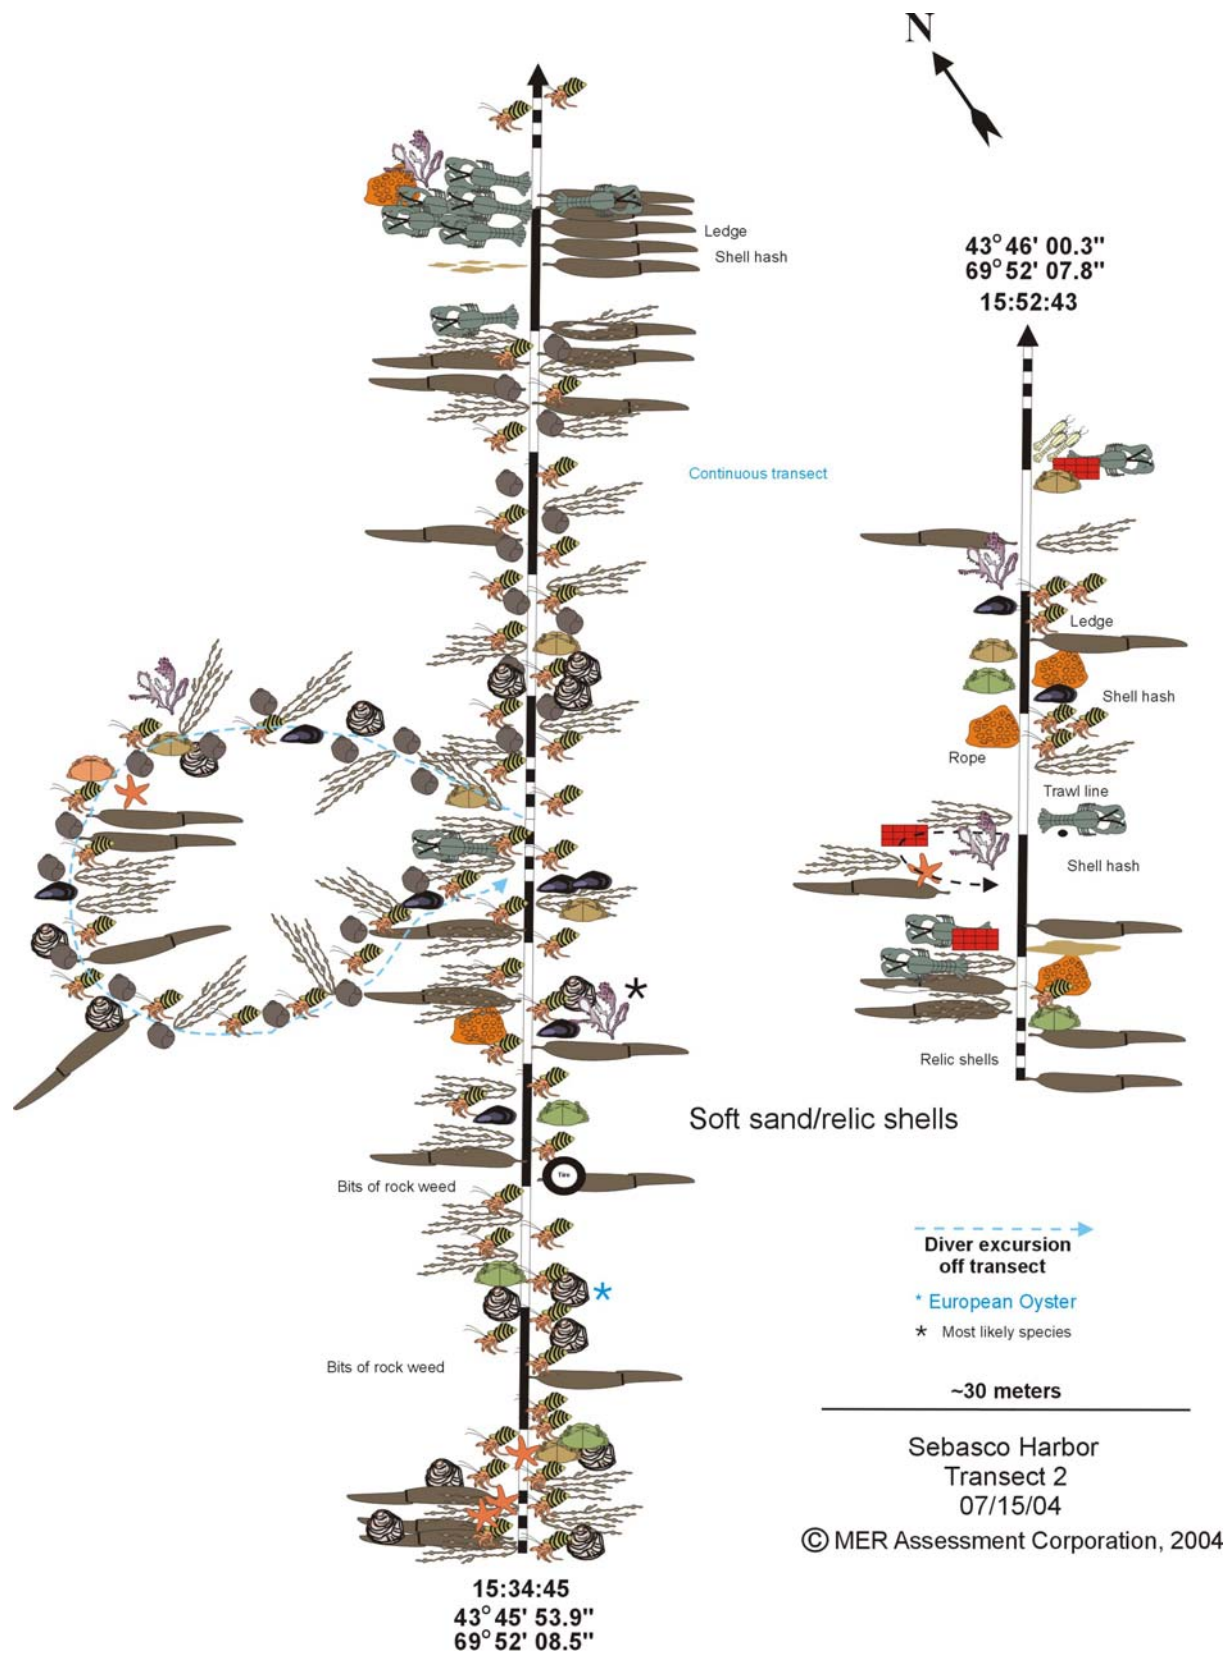 N
43° 46' 00.3"
69° 52' 07.8"
15:52:43
Ledge
Shell hash
Continuous transect
Ledge
Shell hash
Rope
Trawl line
Shell hash
Relic shells
Soft sand/relic shells
Tire
Bits of rock weed
Diver excursion
off transect
* European Oyster
* Most likely species
Bits of rock weed
~30 meters
Sebasco Harbor
Transect 2
07/15/04
© MER Assessment Corporation, 2004
15:34:45
43° 45' 53.9"
69° 52' 08.5"